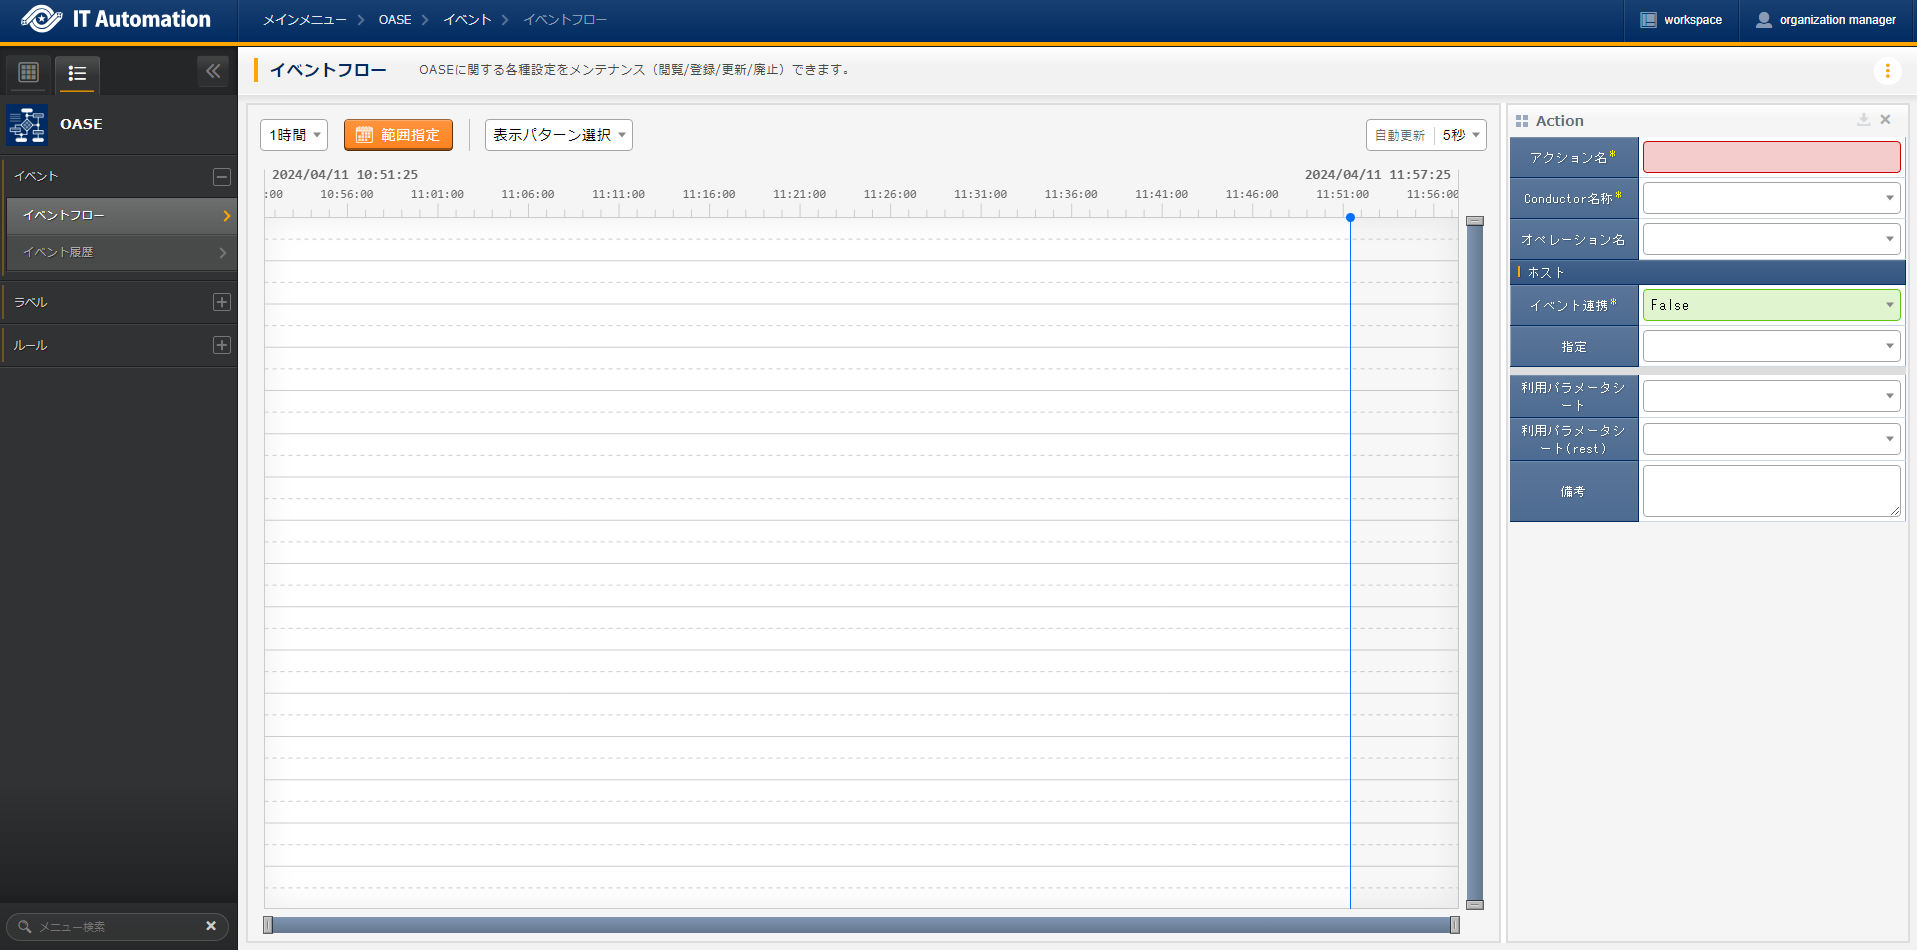 IT Automation
メインメニュー
OASE
イベント
イベントフロー
workspace
organization manager
イベントフロー
OASEに関する各種設定をメンテナンス（閲覧/登録/更新/廃止）できます。
OASE
イベント
イベントフロー
イベント履歴
ラベル
ルール
メニュー検索
1時間
範囲指定
表示パターン選択
自動更新
5秒
2024/04/11 10:51:25
2024/04/11 11:57:25
:00 10:56:00 11:01:00 11:06:00 11:11:00 11:16:00 11:21:00 11:26:00 11:31:00 11:36:00 11:41:00 11:46:00 11:51:00 11:56:00
Action
アクション名*
Conductor名称*
オペレーション名
ホスト
イベント連携*
False
指定
利用パラメータシ
ート
利用パラメータシ
ート(rest)
備考